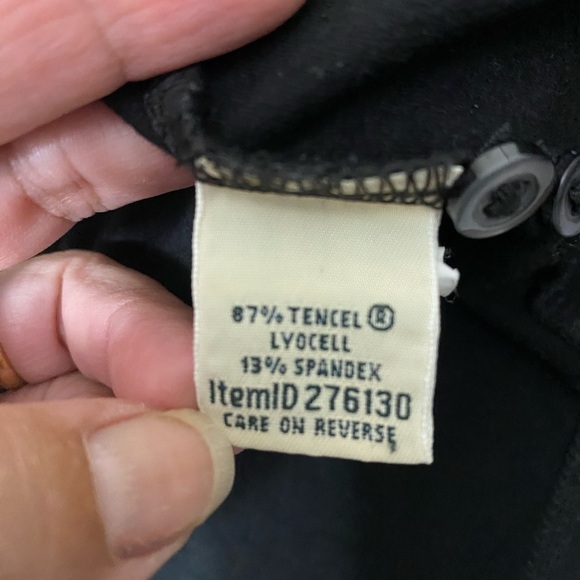 87% TENCEL®
LYOCELL
13% SPANDEX
ItemID 276130
CARE ON REVERSE